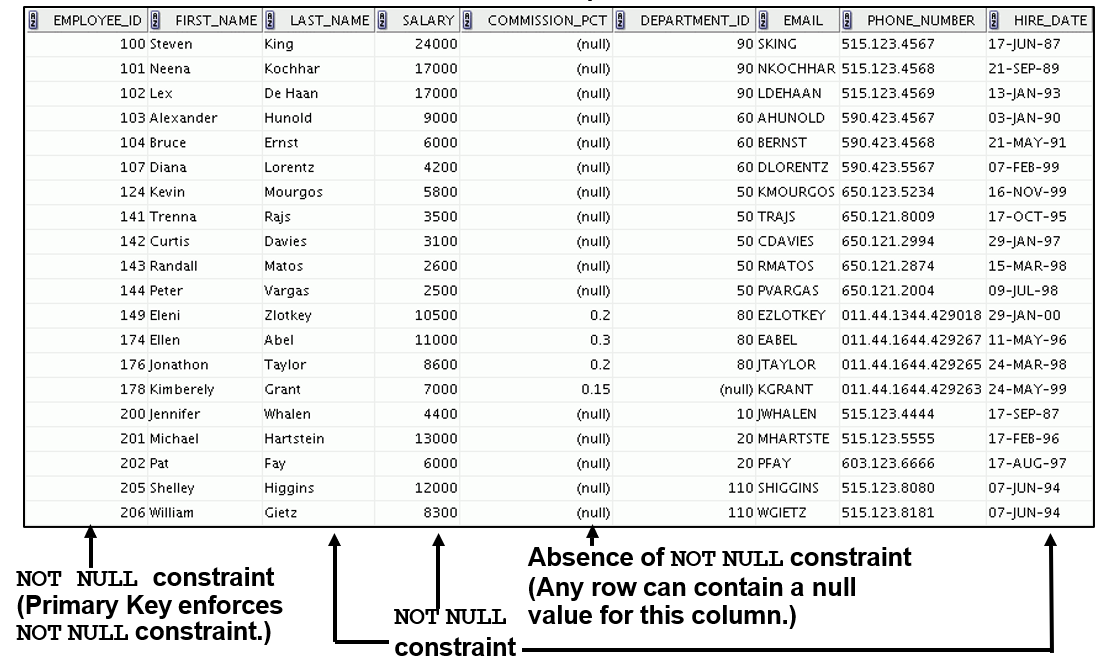 EMPLOYEE_ID FIRST_NAME LAST_NAME SALARY COMMISSION_PCT DEPARTMENT_ID EMAIL PHONE_NUMBER HIRE_DATE
100 Steven King 24000 (null) 90 SKING 515.123.4567 17-JUN-87
101 Neena Kochhar 17000 (null) 90 NKOCHHAR 515.123.4568 21-SEP-89
102 Lex De Haan 17000 (null) 90 LDEHAAN 515.123.4569 13-JAN-93
103 Alexander Hunold 9000 (null) 60 AHUNOLD 590.423.4567 03-JAN-90
104 Bruce Ernst 6000 (null) 60 BERNST 590.423.4568 21-MAY-91
107 Diana Lorentz 4200 (null) 60 DLORENTZ 590.423.5567 07-FEB-99
124 Kevin Mourgos 5800 (null) 50 KMOURGOS 650.123.5234 16-NOV-99
141 Trenna Rajs 3500 (null) 50 TRAJS 650.121.8009 17-OCT-95
142 Curtis Davies 3100 (null) 50 CDAVIES 650.121.2994 29-JAN-97
143 Randall Matos 2600 (null) 50 RMATOS 650.121.2874 15-MAR-98
144 Peter Vargas 2500 (null) 50 PVARGAS 650.121.2004 09-JUL-98
149 Eleni Zlotkey 10500 0.2 80 EZLOTKEY 011.44.1344.429018 29-JAN-00
174 Ellen Abel 11000 0.3 80 EABEL 011.44.1644.429267 11-MAY-96
176 Jonathon Taylor 8600 0.2 80 JTAYLOR 011.44.1644.429265 24-MAR-98
178 Kimberely Grant 7000 0.15 (null) KGRANT 011.44.1644.429263 24-MAY-99
200 Jennifer Whalen 4400 (null) 10 JWHALEN 515.123.4444 17-SEP-87
201 Michael Hartstein 13000 (null) 20 MHARTSTE 515.123.5555 17-FEB-96
202 Pat Fay 6000 (null) 20 PFAY 603.123.6666 17-AUG-97
205 Shelley Higgins 12000 (null) 110 SHIGGINS 515.123.8080 07-JUN-94
206 William Gietz 8300 (null) 110 WGIETZ 515.123.8181 07-JUN-94
NOT NULL constraint
(Primary Key enforces
NOT NULL constraint.)
NOT NULL
constraint
Absence of NOT NULL constraint
(Any row can contain a null
value for this column.)